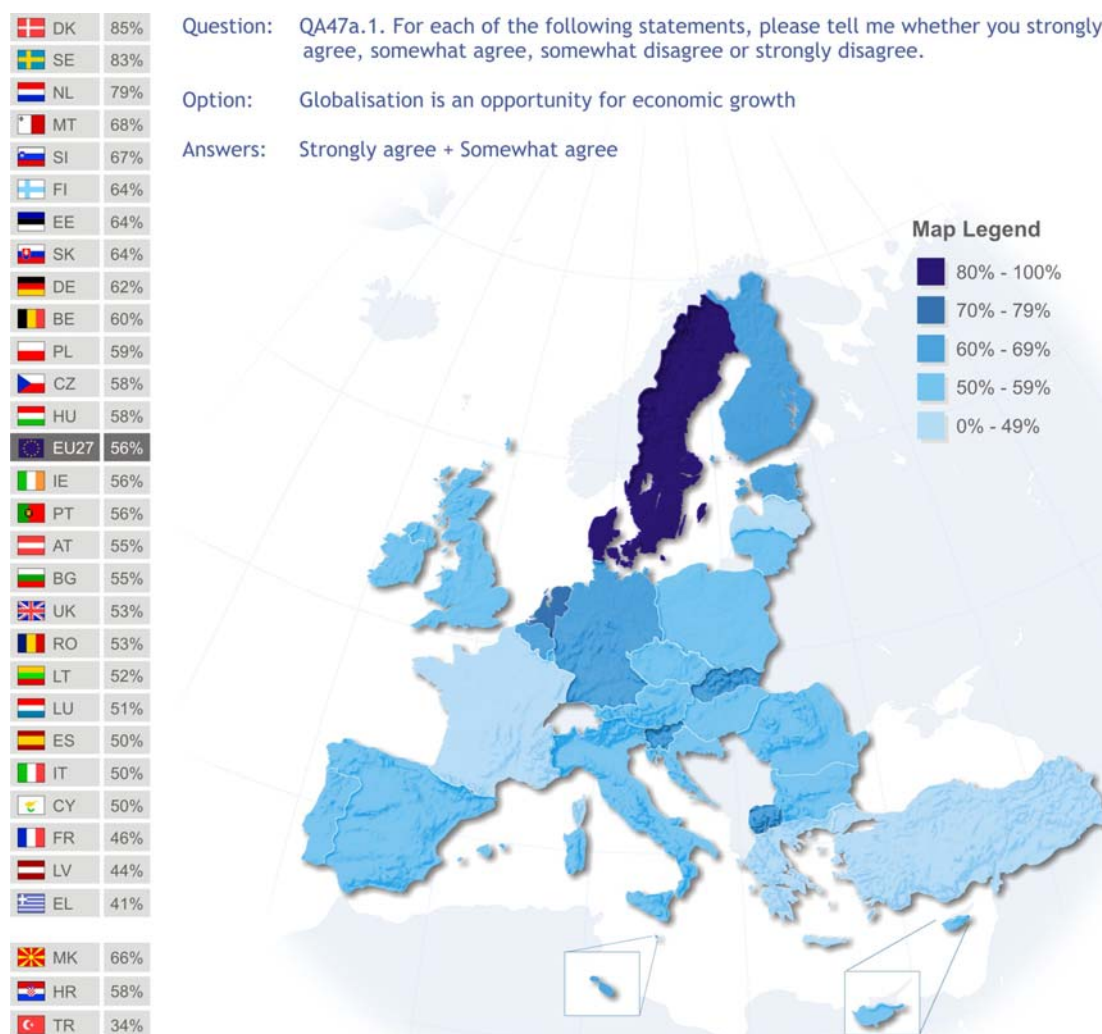 Question: QA47a.1. For each of the following statements, please tell me whether you strongly
agree, somewhat agree, somewhat disagree or strongly disagree.
Option: Globalisation is an opportunity for economic growth
Answers: Strongly agree + Somewhat agree
DK 85%
SE 83%
NL 79%
MT 68%
SI 67%
FI 64%
EE 64%
SK 64%
DE 62%
BE 60%
PL 59%
CZ 58%
HU 58%
EU27 56%
IE 56%
PT 56%
AT 55%
BG 55%
UK 53%
RO 53%
LT 52%
LU 51%
ES 50%
IT 50%
CY 50%
FR 46%
LV 44%
EL 41%
MK 66%
HR 58%
TR 34%
Map Legend
80% - 100%
70% - 79%
60% - 69%
50% - 59%
0% - 49%